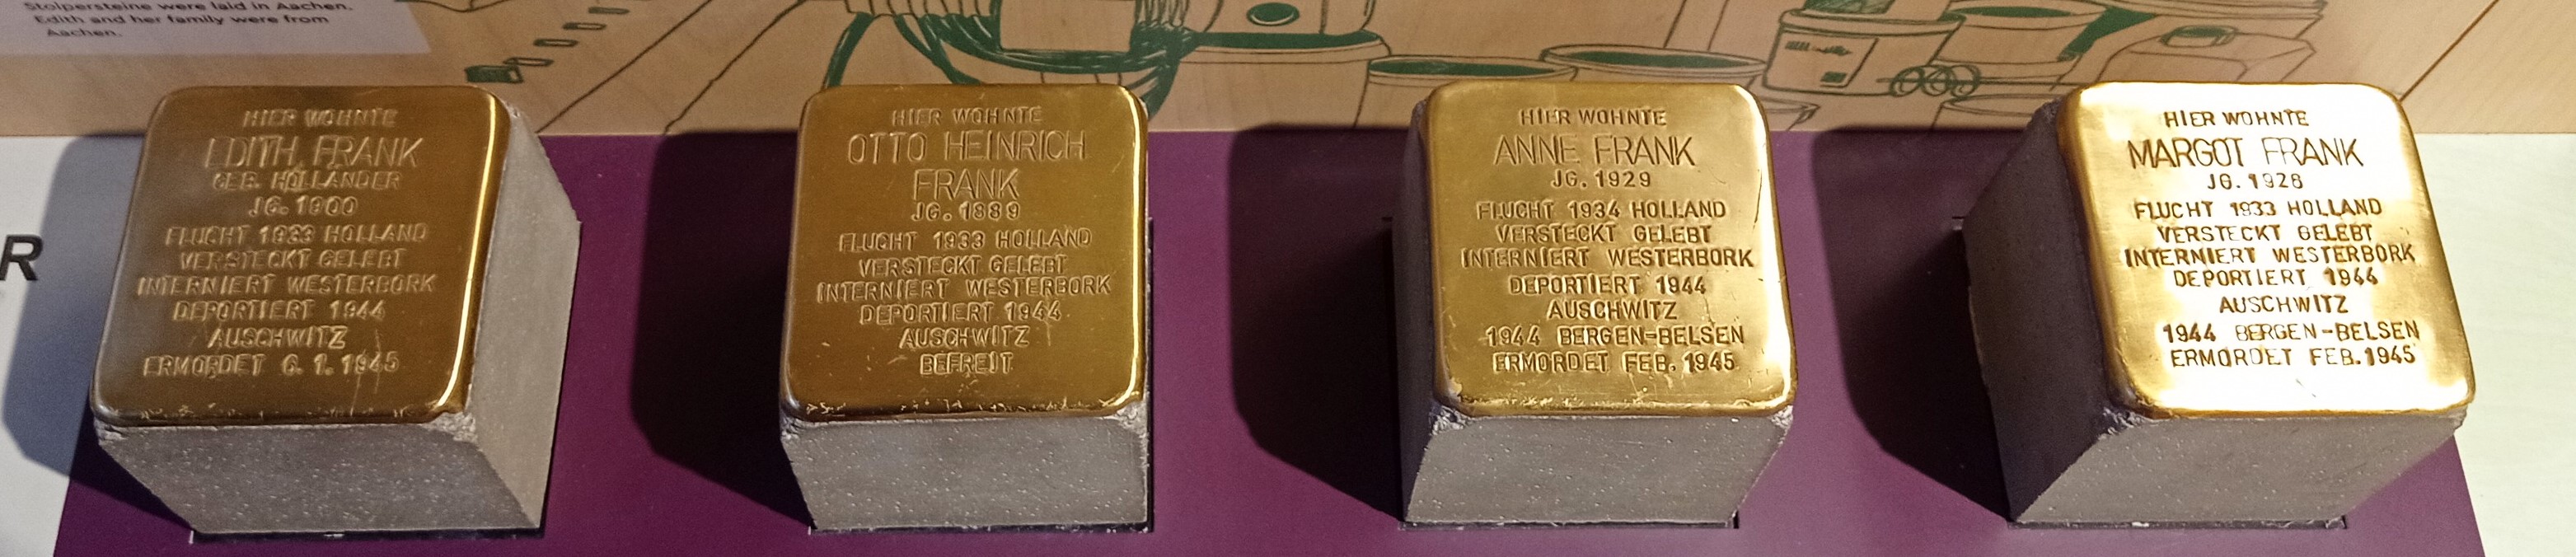 Stolpersteine were laid in Aachen.
Edith and her family were from
Aachen.
R
HIER WOHNTE
EDITH FRANK
GEB. HOLLÄNDER
JG. 1900
FLUCHT 1933 HOLLAND
VERSTECKT GELEBT
INTERNIERT WESTERBORK
DEPORTIERT 1944
AUSCHWITZ
ERMORDET 6.1.1945
HIER WOHNTE
OTTO HEINRICH
FRANK
JG. 1889
FLUCHT 1933 HOLLAND
VERSTECKT GELEBT
INTERNIERT WESTERBORK
DEPORTIERT 1944
AUSCHWITZ
BEFREIT
HIER WOHNTE
ANNE FRANK
JG. 1929
FLUCHT 1934 HOLLAND
VERSTECKT GELEBT
INTERNIERT WESTERBORK
DEPORTIERT 1944
AUSCHWITZ
1944 BERGEN-BELSEN
ERMORDET FEB. 1945
HIER WOHNTE
MARGOT FRANK
JG. 1926
FLUCHT 1933 HOLLAND
VERSTECKT GELEBT
INTERNIERT WESTERBORK
DEPORTIERT 1944
AUSCHWITZ
1944 BERGEN-BELSEN
ERMORDET FEB. 1945